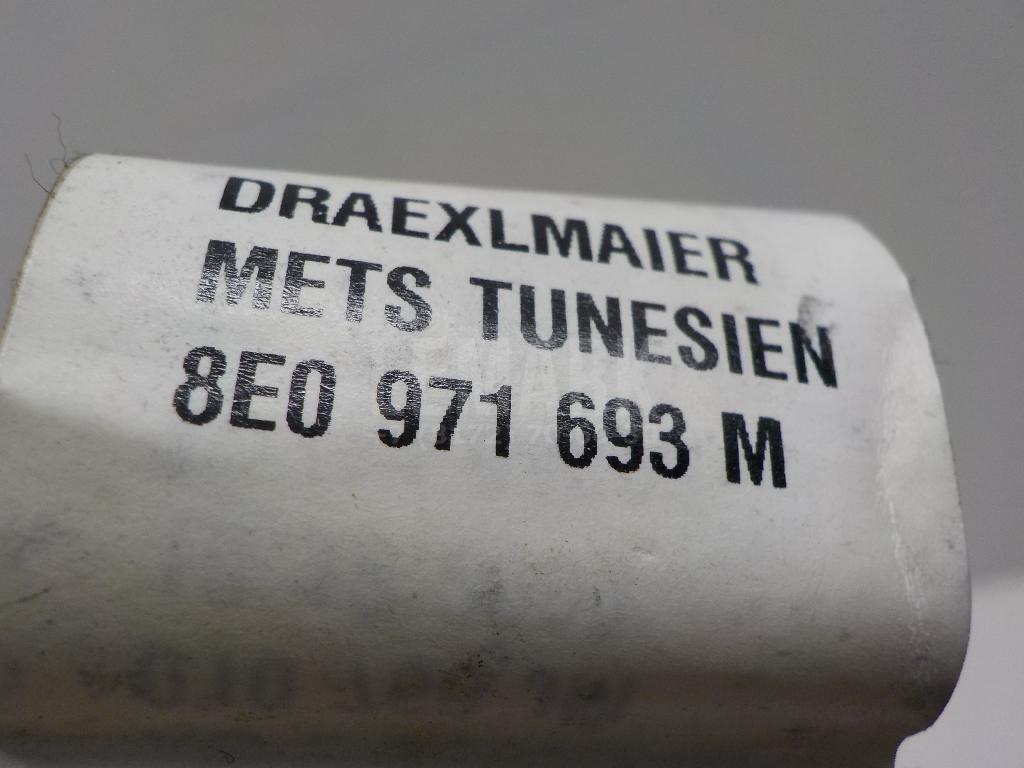 DRAEXLMAIER
METS TUNESIEN
8E0 971 693 M